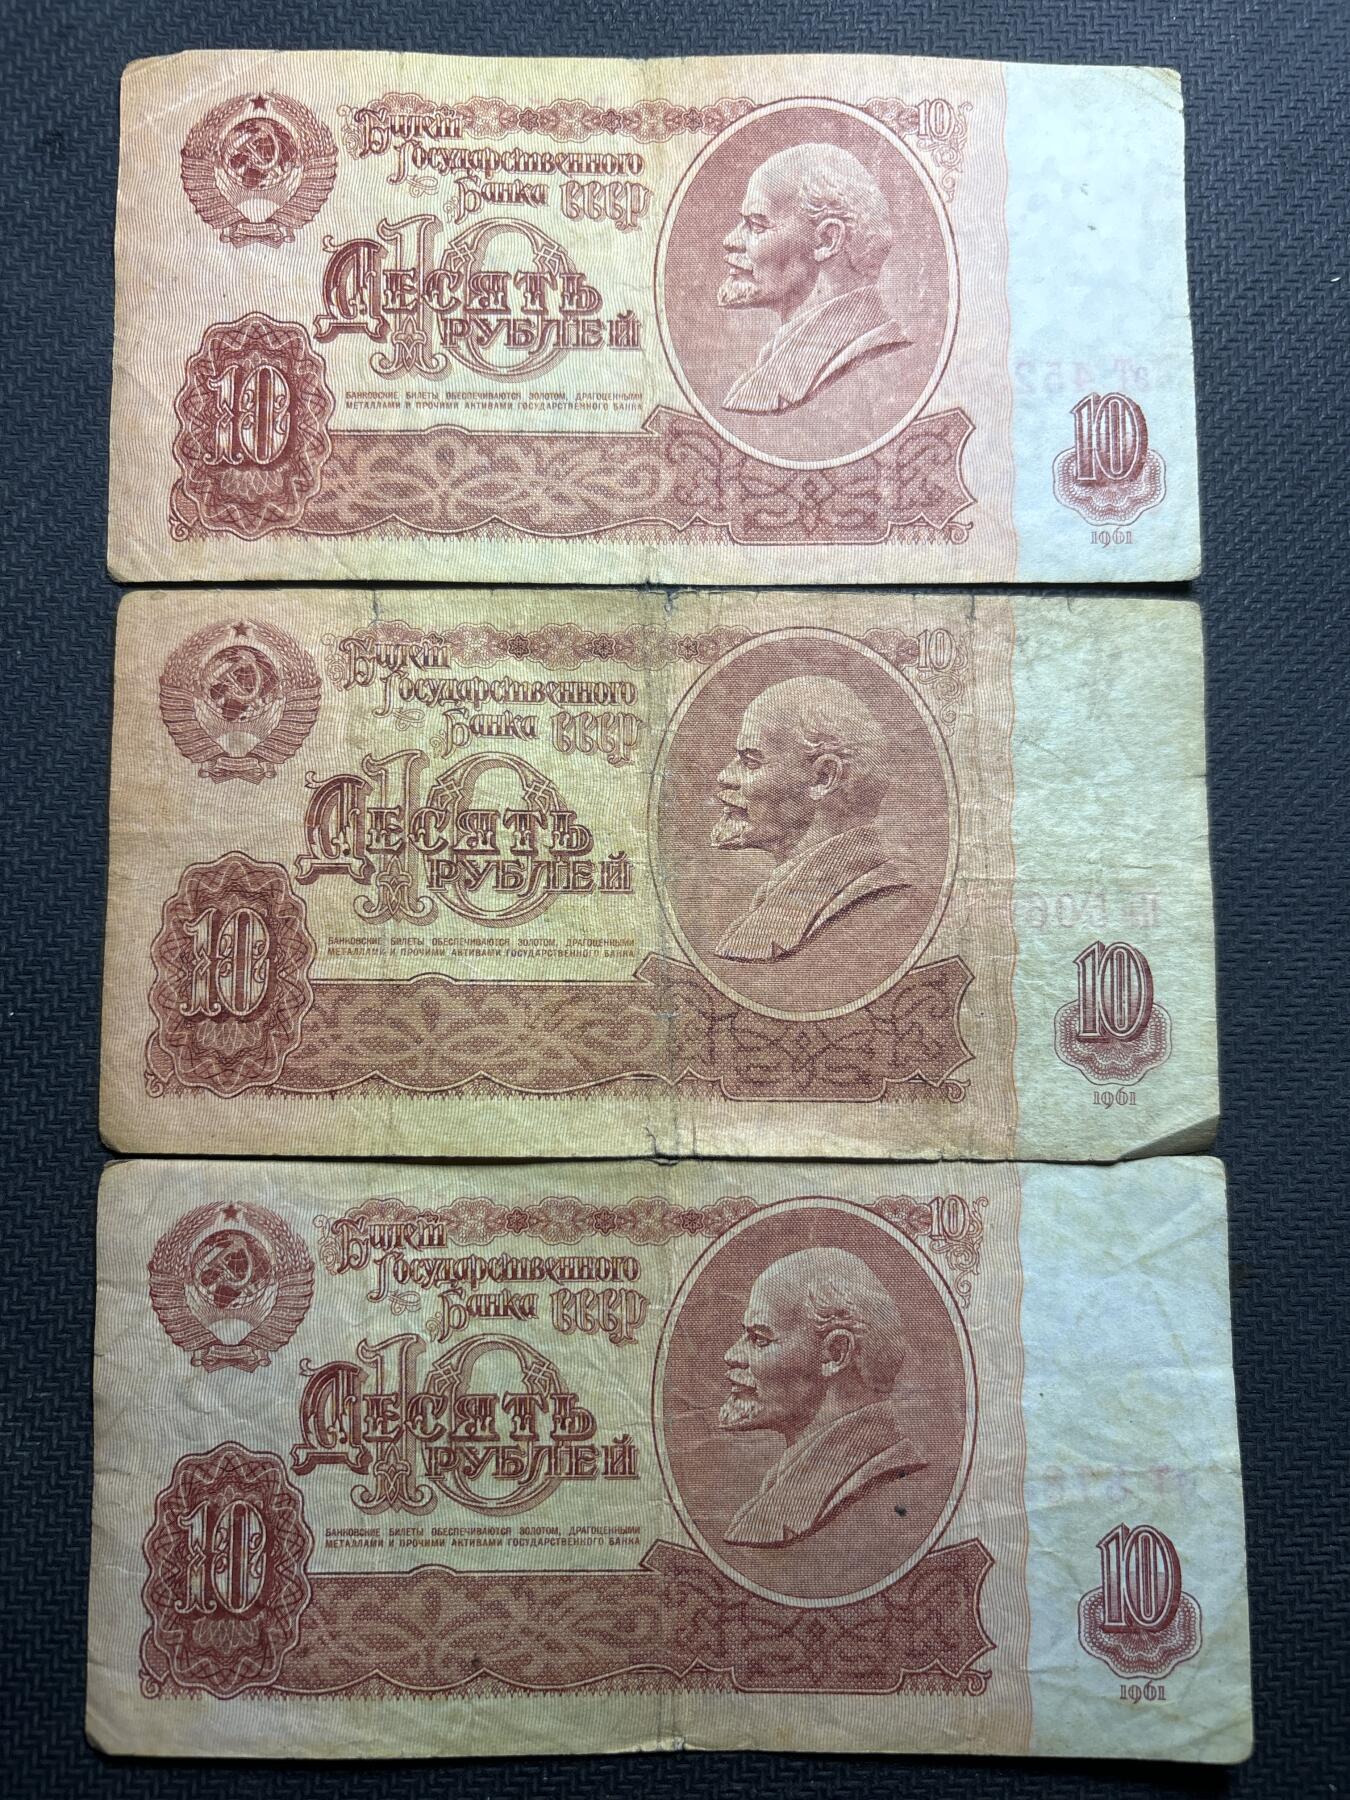 Билет
Государственного
Банка СССР
10
10
Десять
рублей
10
БАНКОВСКИЕ БИЛЕТЫ ОБЕСПЕЧИВАЮТСЯ ЗОЛОТОМ, ДРАГОЦЕННЫМИ
МЕТАЛЛАМИ И ПРОЧИМИ АКТИВАМИ ГОСУДАРСТВЕННОГО БАНКА
10
1961
Билет
Государственного
Банка СССР
10
10
Десять
рублей
10
БАНКОВСКИЕ БИЛЕТЫ ОБЕСПЕЧИВАЮТСЯ ЗОЛОТОМ, ДРАГОЦЕННЫМИ
МЕТАЛЛАМИ И ПРОЧИМИ АКТИВАМИ ГОСУДАРСТВЕННОГО БАНКА
10
1961
Билет
Государственного
Банка СССР
10
10
Десять
рублей
10
БАНКОВСКИЕ БИЛЕТЫ ОБЕСПЕЧИВАЮТСЯ ЗОЛОТОМ, ДРАГОЦЕННЫМИ
МЕТАЛЛАМИ И ПРОЧИМИ АКТИВАМИ ГОСУДАРСТВЕННОГО БАНКА
10
1961